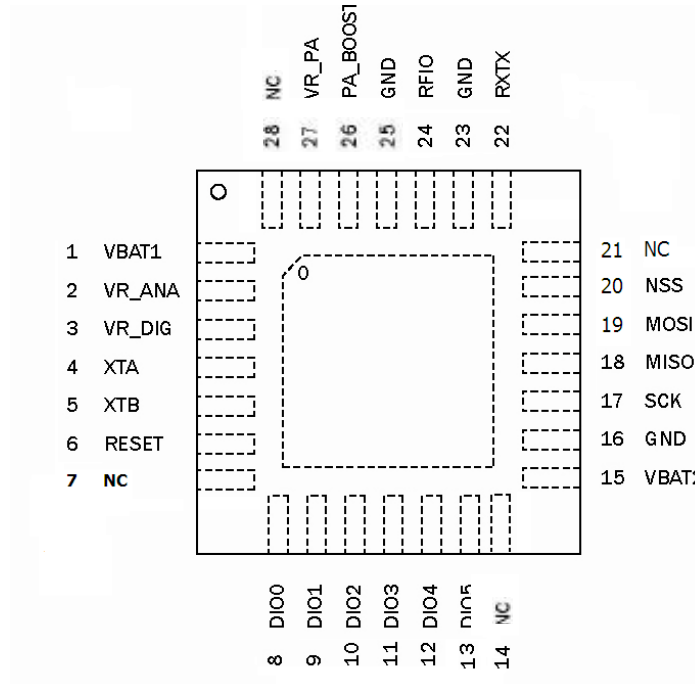 28 NC
27 VR_PA
26 PA_BOOST
25 GND
24 RFIO
23 GND
22 RXTX
1 VBAT1
2 VR_ANA
3 VR_DIG
4 XTA
5 XTB
6 RESET
7 NC
0
21 NC
20 NSS
19 MOSI
18 MISO
17 SCK
16 GND
15 VBAT2
8 DIO0
9 DIO1
10 DIO2
11 DIO3
12 DIO4
13 DIO5
14 NC